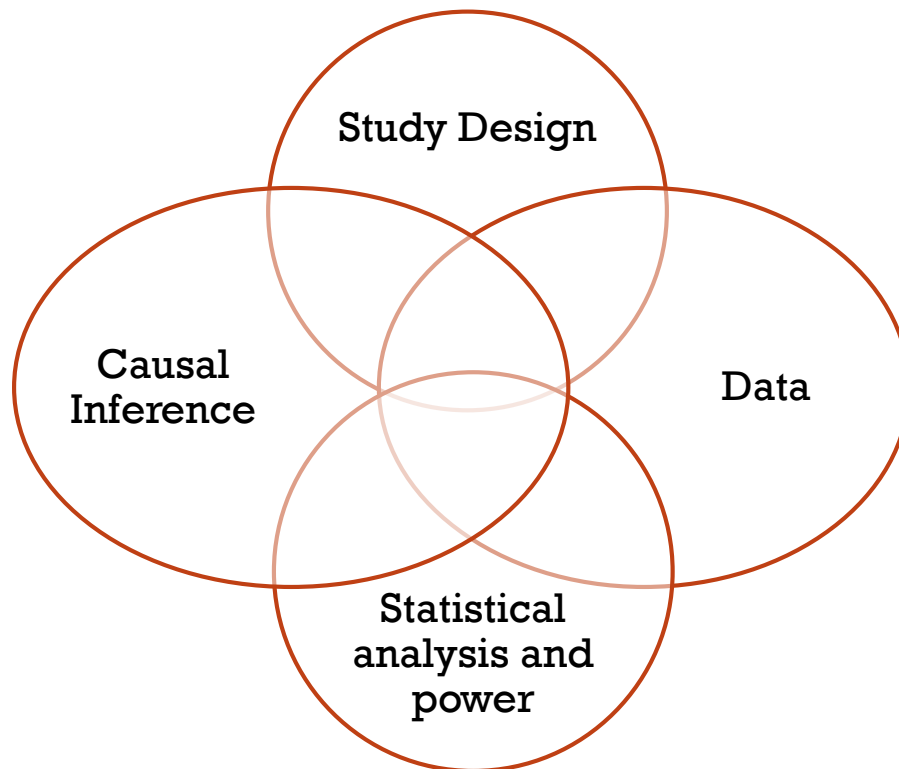 Study Design
Causal
Inference
Data
Statistical
analysis and
power